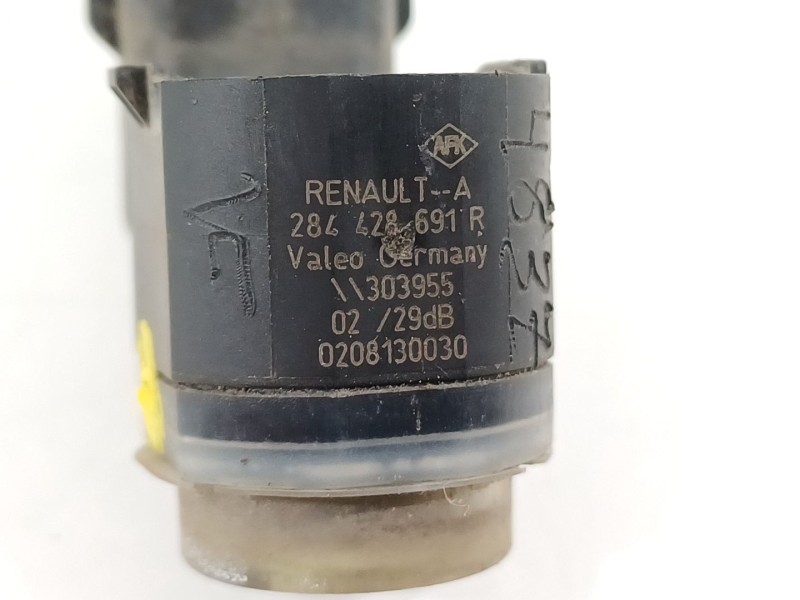 AFK
RENAULT--A
284 428 691 R
Valeo Germany
\\303955
02 /29dB
0208130030